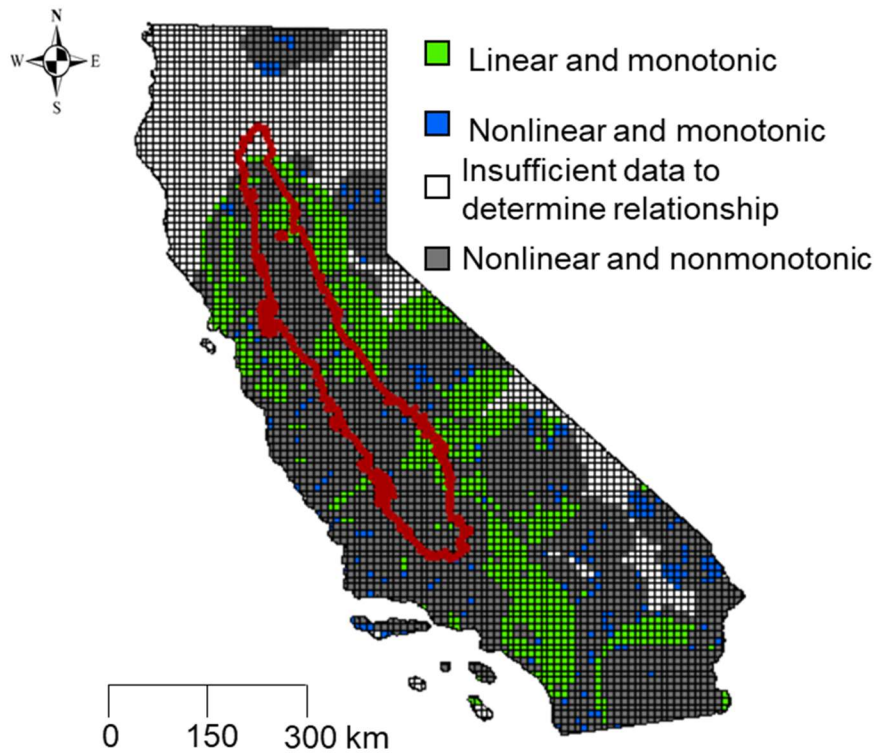 N
W E
S
Linear and monotonic
Nonlinear and monotonic
Insufficient data to
determine relationship
Nonlinear and nonmonotonic
0 150 300 km